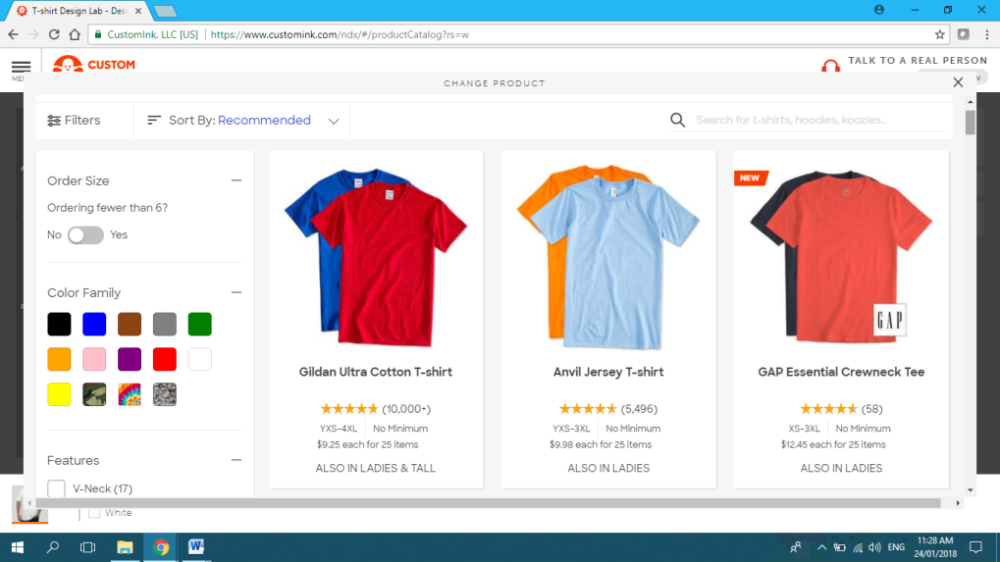 T-shirt Design Lab - Des
CustomInk, LLC [US] | https://www.customink.com/ndx/#/productCatalog?rs=w
CUSTOM
TALK TO A REAL PERSON
CHANGE PRODUCT
Filters
Sort By: Recommended
Search for t-shirts, hoodies, koozies...
Order Size
Ordering fewer than 6?
No Yes
Color Family
Features
V-Neck (17)
Gildan Ultra Cotton T-shirt
(10,000+)
YXS-4XL No Minimum
$9.25 each for 25 items
ALSO IN LADIES & TALL
Anvil Jersey T-shirt
(5,496)
YXS-3XL No Minimum
$9.98 each for 25 items
ALSO IN LADIES
NEW
GAP
GAP Essential Crewneck Tee
(58)
XS-3XL No Minimum
$12.45 each for 25 items
ALSO IN LADIES
White
ENG
11:28 AM
24/01/2018